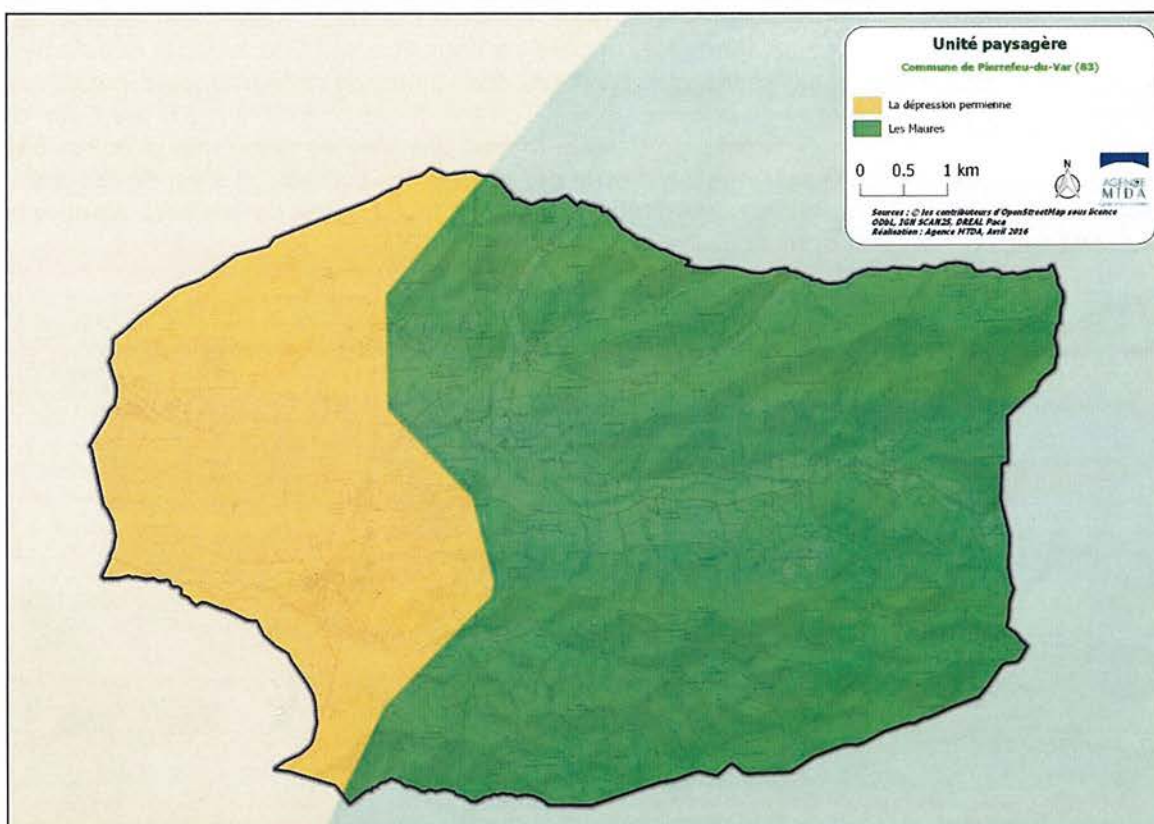 Unité paysagère
Commune de Pierrefeu-du-Var (83)
La dépression permienne
Les Maures
0 0.5 1 km
N
AGENCE
MTDA
Sources : © les contributeurs d'OpenStreetMap sous licence
ODbL, IGN SCAN25, DREAL Paca
Réalisation : Agence MTDA, Avril 2016